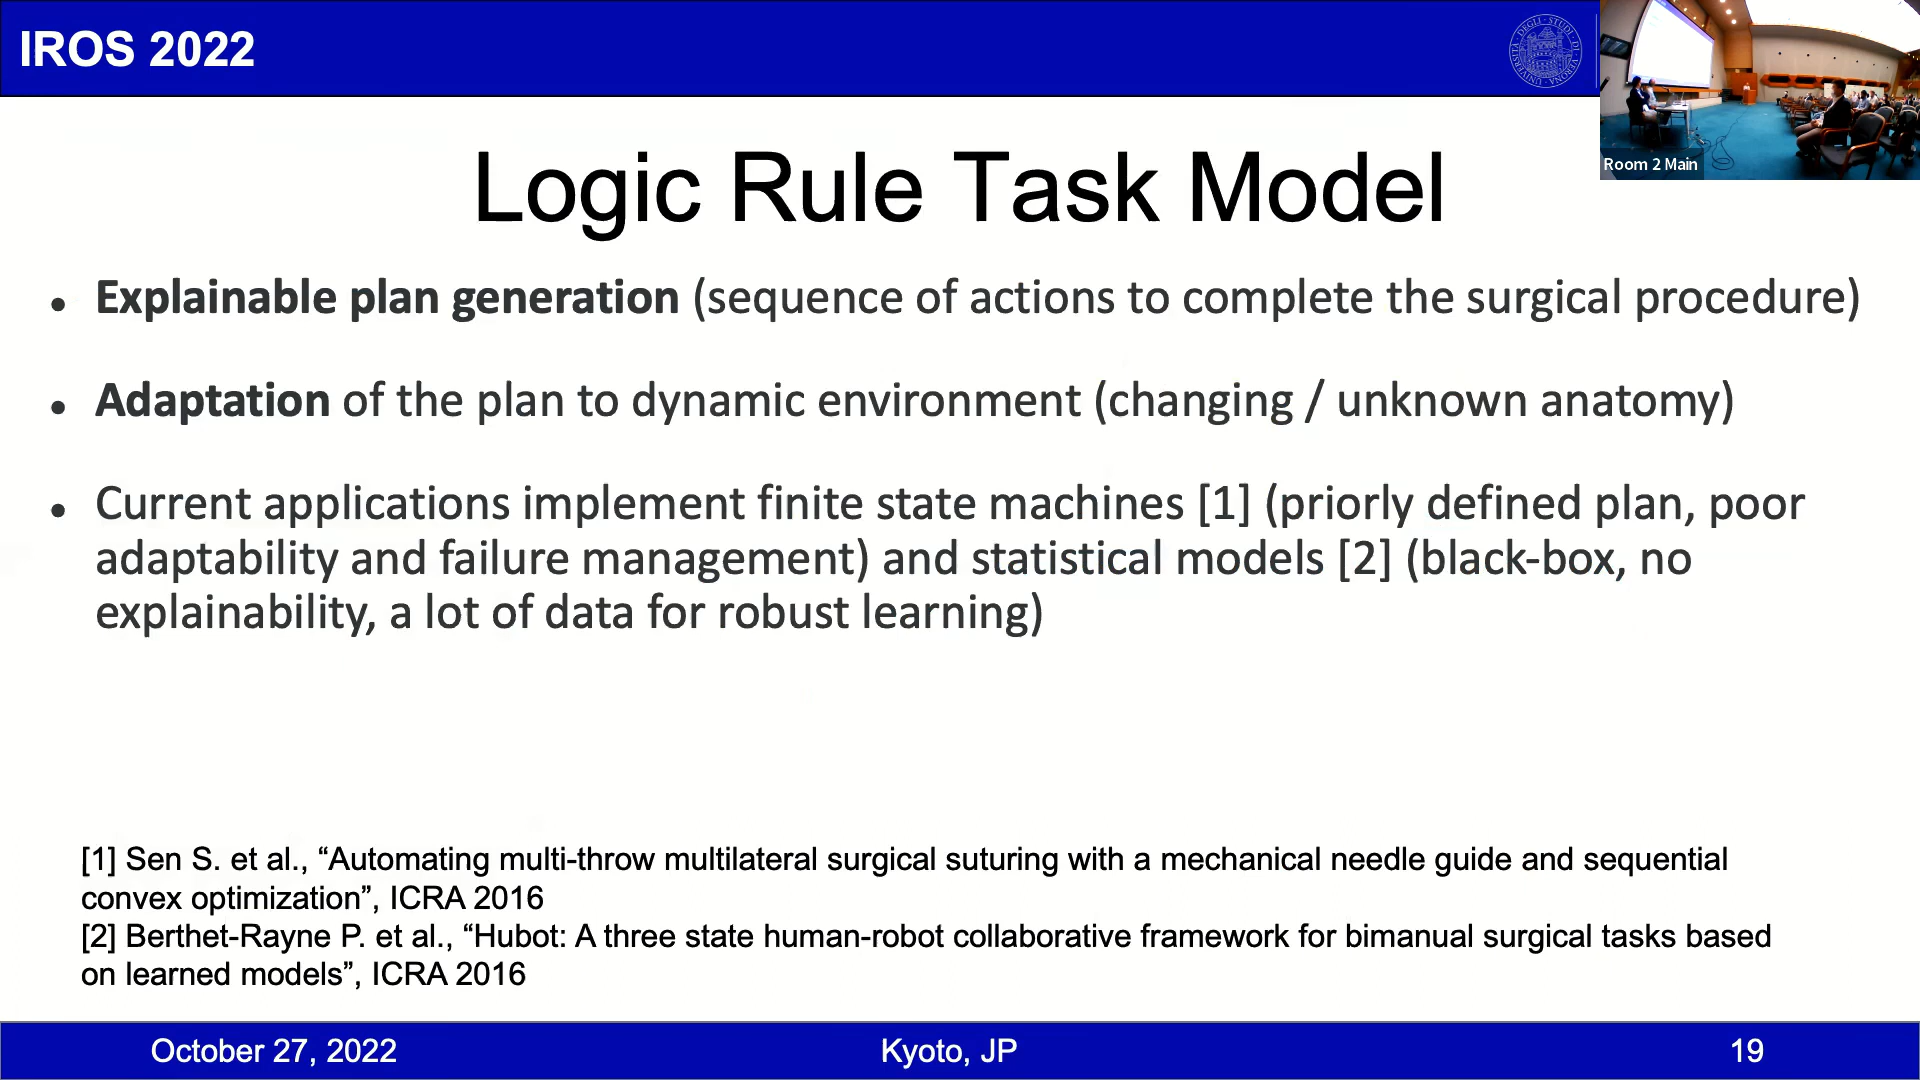 IROS 2022
UNIVERSITÀ DEGLI STUDI DI VERONA
Room 2 Main
Logic Rule Task Model
• Explainable plan generation (sequence of actions to complete the surgical procedure)
• Adaptation of the plan to dynamic environment (changing / unknown anatomy)
• Current applications implement finite state machines [1] (priorly defined plan, poor
adaptability and failure management) and statistical models [2] (black-box, no
explainability, a lot of data for robust learning)
[1] Sen S. et al., “Automating multi-throw multilateral surgical suturing with a mechanical needle guide and sequential
convex optimization”, ICRA 2016
[2] Berthet-Rayne P. et al., “Hubot: A three state human-robot collaborative framework for bimanual surgical tasks based
on learned models”, ICRA 2016
October 27, 2022
Kyoto, JP
19